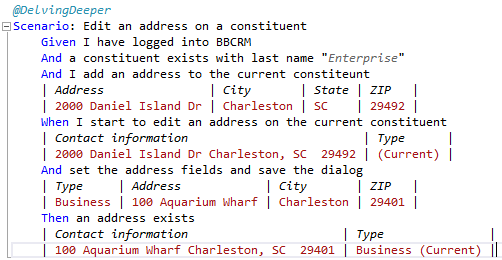 @DelvingDeeper
Scenario: Edit an address on a constituent
Given I have logged into BBCRM
And a constituent exists with last name "Enterprise"
And I add an address to the current constiteunt
| Address | City | State | ZIP |
| 2000 Daniel Island Dr | Charleston | SC | 29492 |
When I start to edit an address on the current constituent
| Contact information | Type |
| 2000 Daniel Island Dr Charleston, SC 29492 | (Current) |
And set the address fields and save the dialog
| Type | Address | City | ZIP |
| Business | 100 Aquarium Wharf | Charleston | 29401 |
Then an address exists
| Contact information | Type |
| 100 Aquarium Wharf Charleston, SC 29401 | Business (Current) |